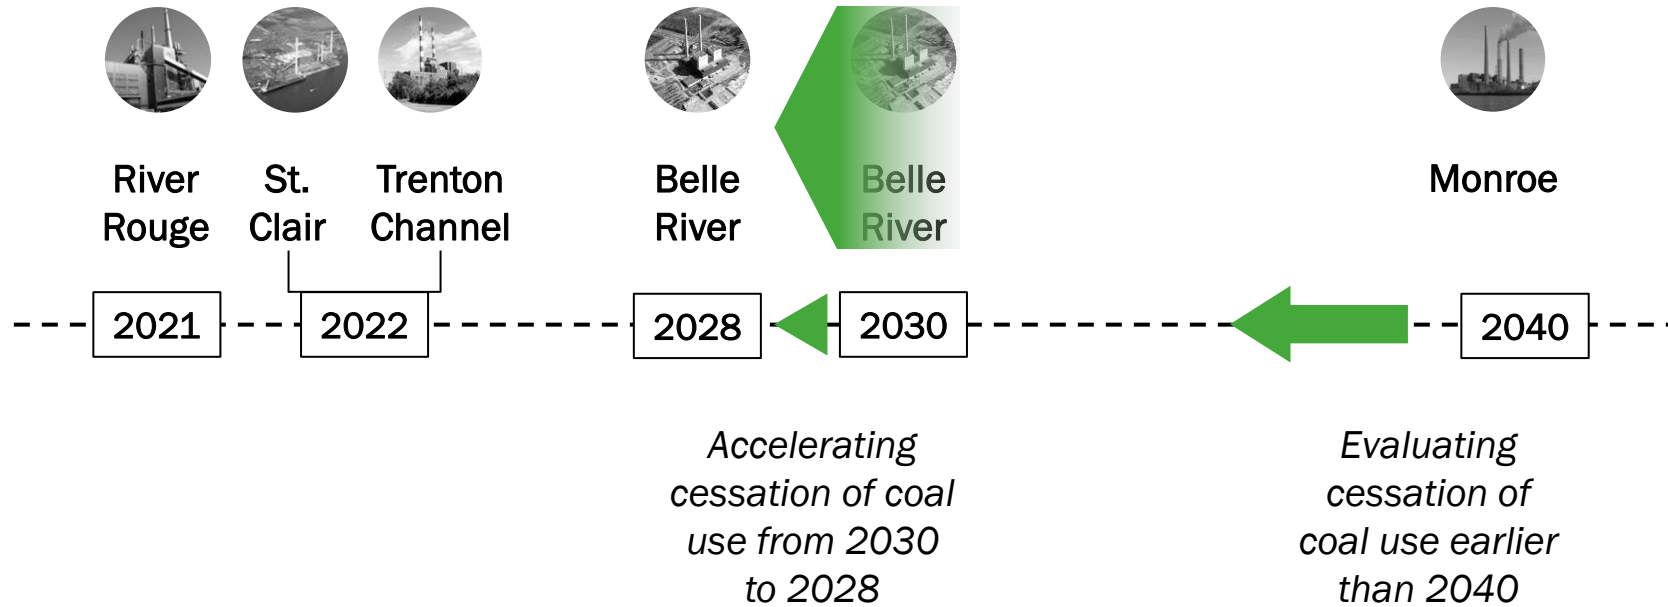 River
Rouge
St.
Clair
Trenton
Channel
Belle
River
Belle
River
Monroe
2021
2022
2028
2030
2040
Accelerating
cessation of coal
use from 2030
to 2028
Evaluating
cessation of
coal use earlier
than 2040